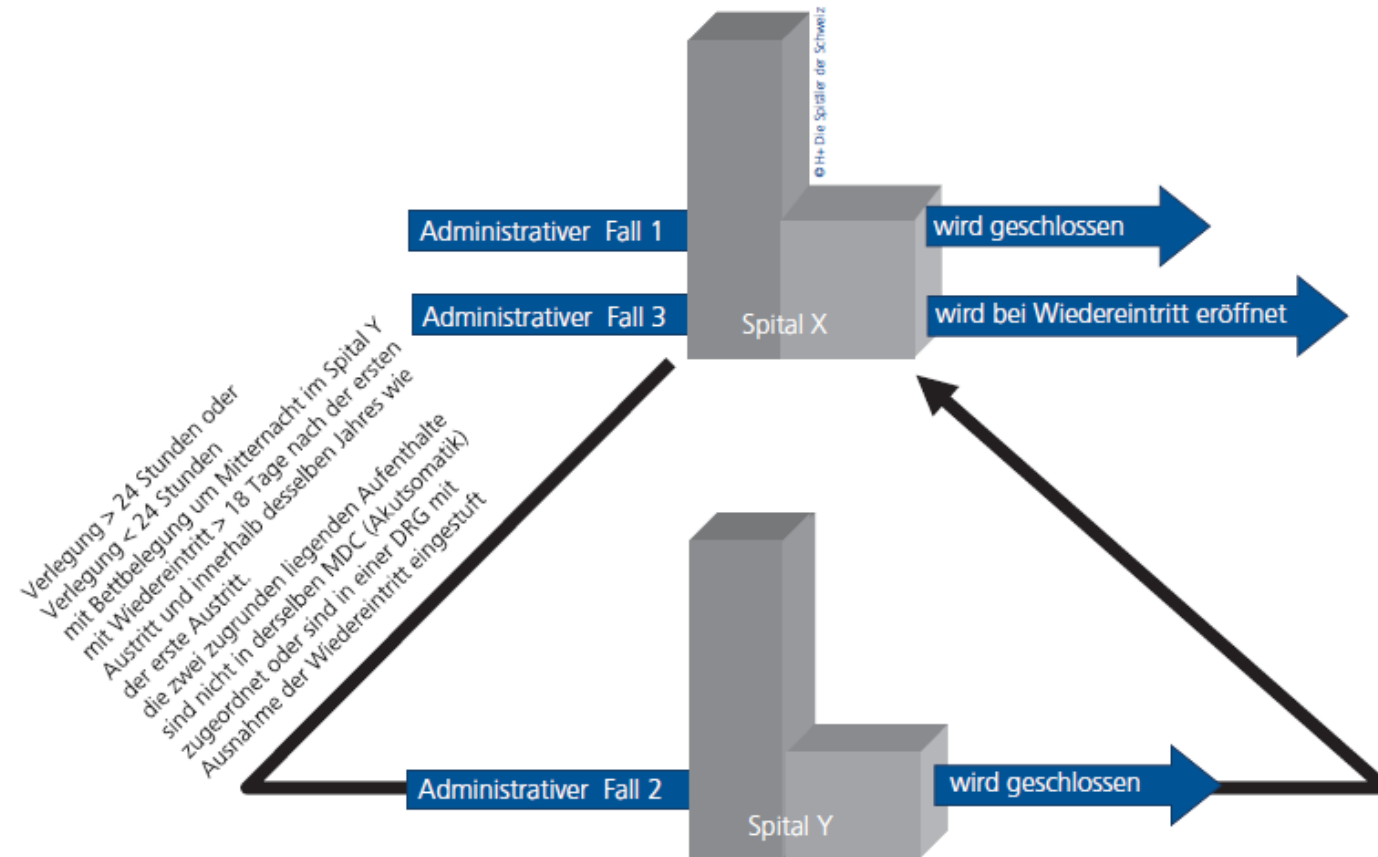 © H+ Die Spitäler der Schweiz
Administrativer Fall 1
wird geschlossen
Administrativer Fall 3
Spital X
wird bei Wiedereintritt eröffnet
Verlegung > 24 Stunden oder
Verlegung < 24 Stunden
mit Bettbelegung um Mitternacht im Spital Y
mit Wiedereintritt > 18 Tage nach der ersten
Austritt und innerhalb desselben Jahres wie
der erste Austritt.
die zwei zugrunden liegenden Aufenthalte
sind nicht in derselben MDC (Akutsomatik)
zugeordnet oder sind in einer DRG mit
Ausnahme der Wiedereintritt eingestuft
Administrativer Fall 2
wird geschlossen
Spital Y